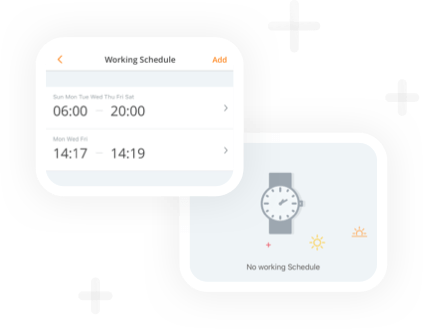 Working Schedule Add
Sun Mon Tue Wed Thu Fri Sat
06:00 — 20:00
Mon Wed Fri
14:17 — 14:19
No working Schedule